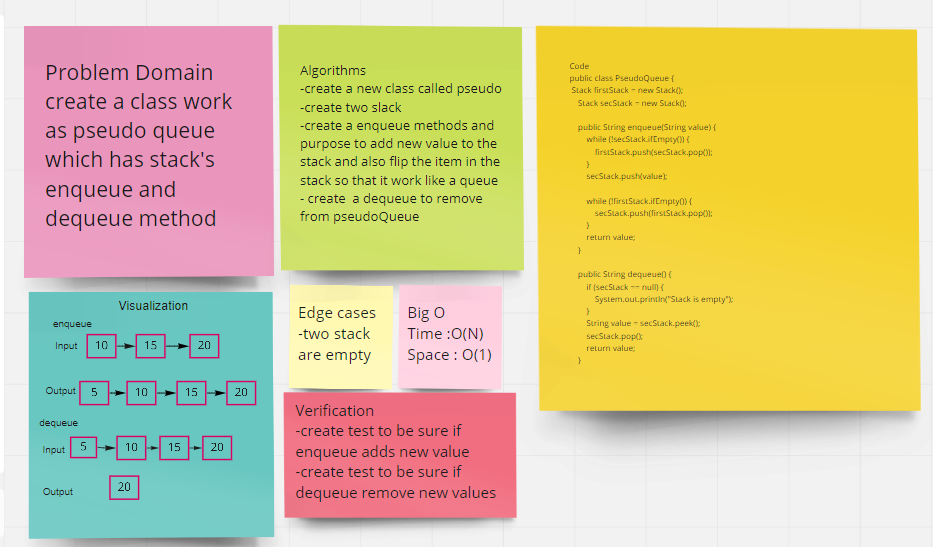 Problem Domain
create a class work
as pseudo queue
which has stack's
enqueue and
dequeue method
Algorithms
-create a new class called pseudo
-create two slack
-create a enqueue methods and
purpose to add new value to the
stack and also flip the item in the
stack so that it work like a queue
- create  a dequeue to remove
from pseudoQueue
Code
public class PseudoQueue {
Stack firstStack = new Stack();
Stack secStack = new Stack();
public String enqueue(String value) {
while (!secStack.ifEmpty()) {
firstStack.push(secStack.pop());
}
secStack.push(value);
while (!firstStack.ifEmpty()) {
secStack.push(firstStack.pop());
}
return value;
}
public String dequeue() {
if (secStack == null) {
System.out.println("Stack is empty");
}
String value = secStack.peek();
secStack.pop();
return value;
}
Visualization
enqueue
Input 10 15 20
Output 5 10 15 20
dequeue
Input 5 10 15 20
Output 20
Edge cases
-two stack
are empty
Big O
Time :O(N)
Space : O(1)
Verification
-create test to be sure if
enqueue adds new value
-create test to be sure if
dequeue remove new values